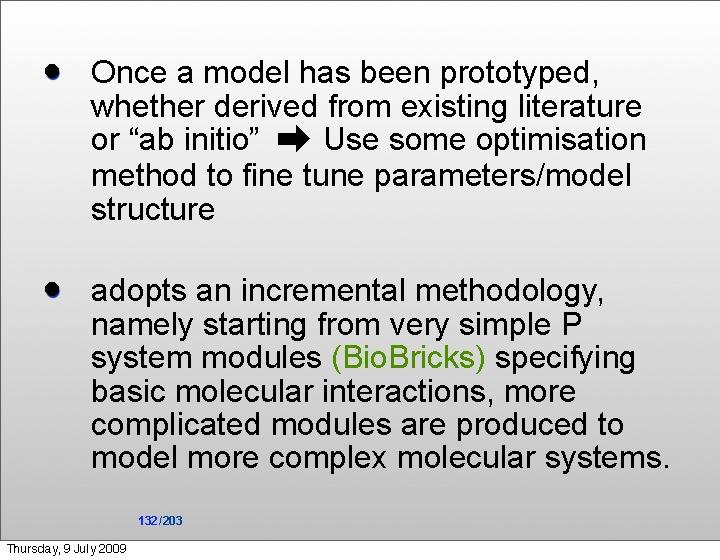 ● Once a model has been prototyped,
whether derived from existing literature
or “ab initio” ➡ Use some optimisation
method to fine tune parameters/model
structure
● adopts an incremental methodology,
namely starting from very simple P
system modules (BioBricks) specifying
basic molecular interactions, more
complicated modules are produced to
model more complex molecular systems.
132/203
Thursday, 9 July 2009